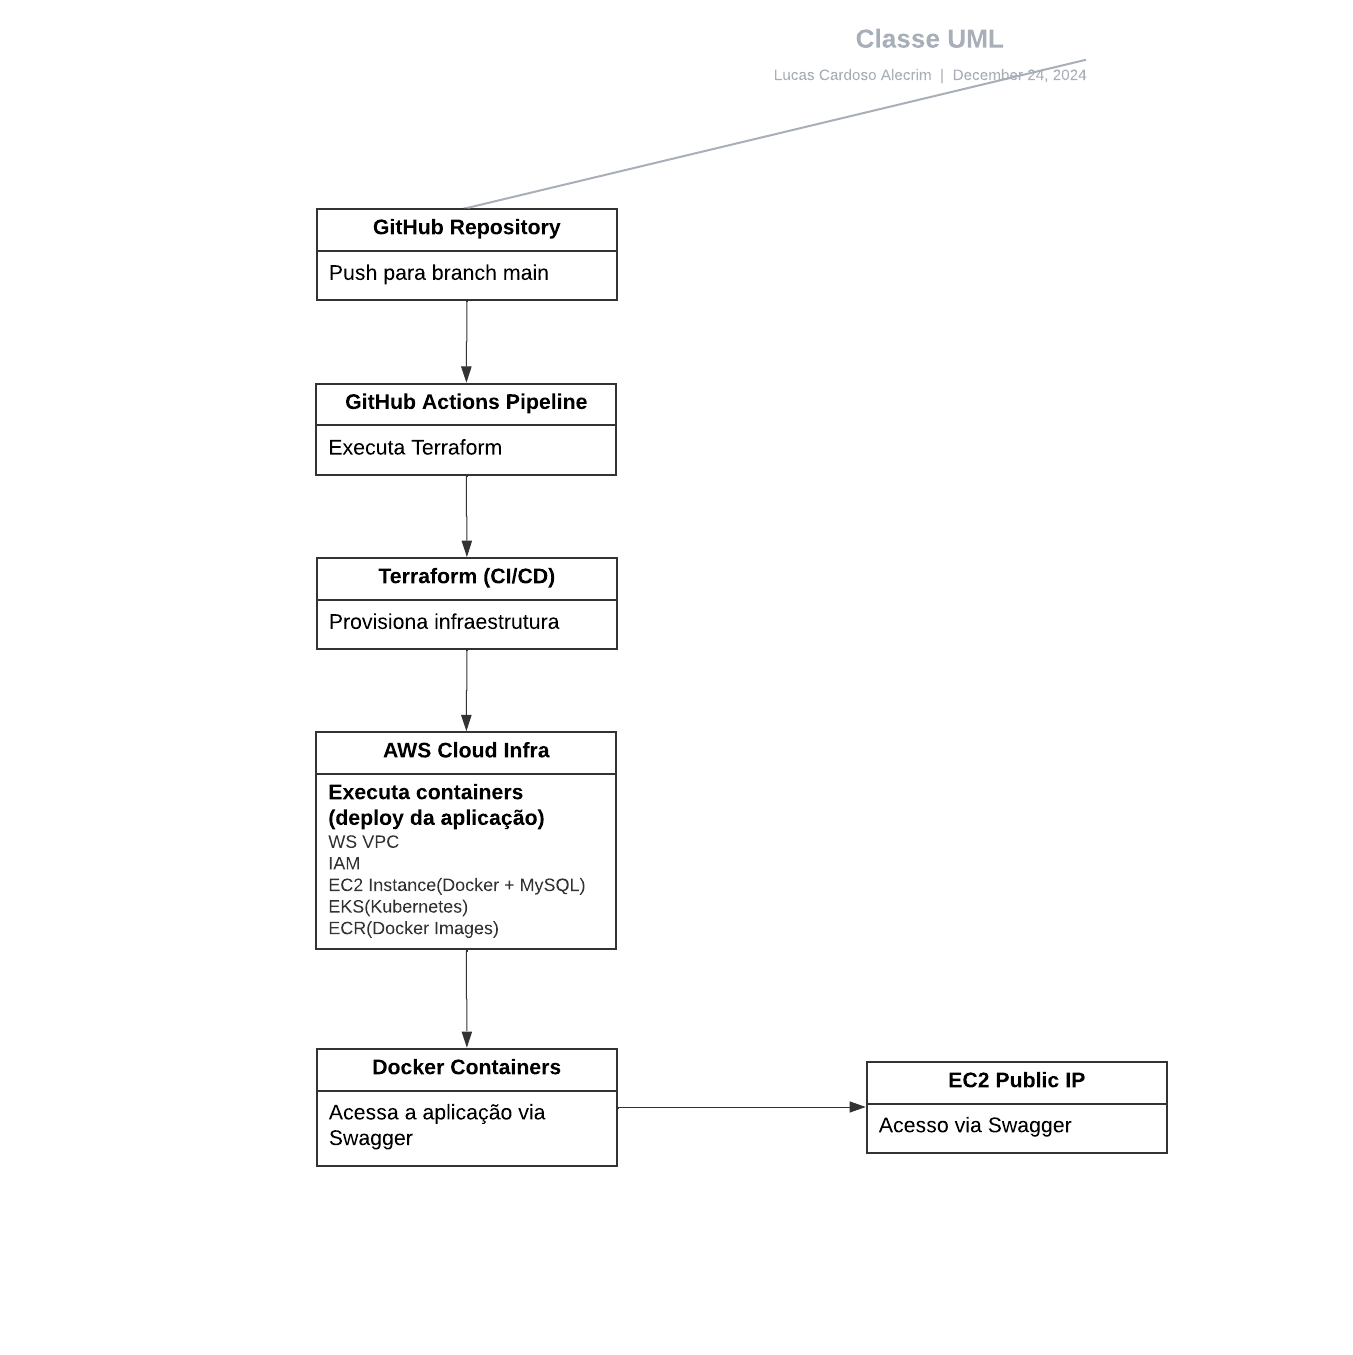 Classe UML
Lucas Cardoso Alecrim | December 24, 2024
GitHub Repository
Push para branch main
GitHub Actions Pipeline
Executa Terraform
Terraform (CI/CD)
Provisiona infraestrutura
AWS Cloud Infra
Executa containers
(deploy da aplicação)
WS VPC
IAM
EC2 Instance(Docker + MySQL)
EKS(Kubernetes)
ECR(Docker Images)
Docker Containers
Acessa a aplicação via
Swagger
EC2 Public IP
Acesso via Swagger